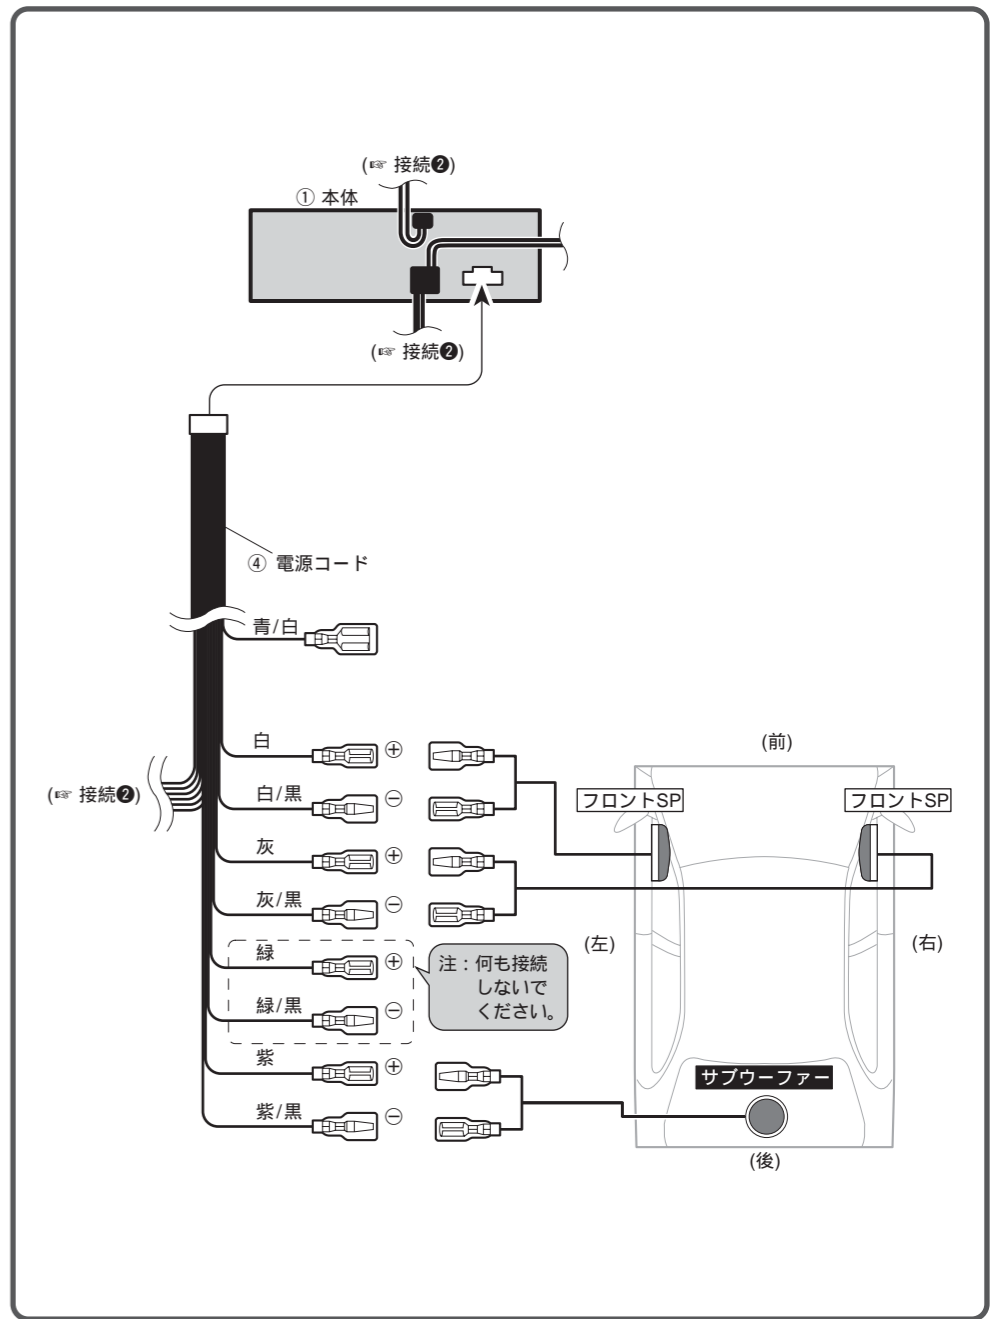 (☞ 接続❷)
① 本体
(☞ 接続❷)
④ 電源コード
青/白
白
⊕
白/黒
⊖
灰
⊕
灰/黒
⊖
(☞ 接続❷)
緑
⊕
緑/黒
⊖
注：何も接続
しないで
ください。
紫
⊕
紫/黒
⊖
(前)
フロントSP
フロントSP
(左)
(右)
サブウーファー
(後)